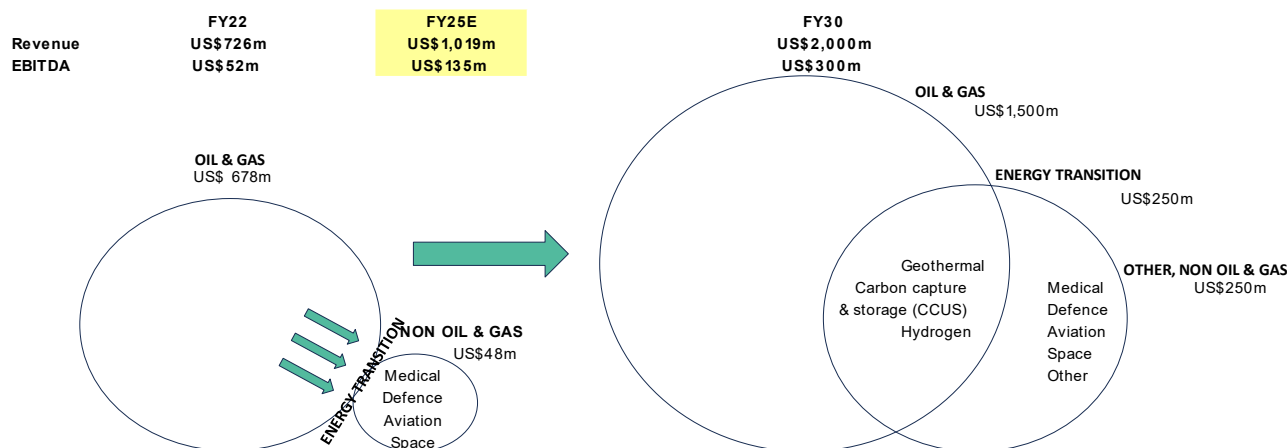 FY22 FY25E FY30
Revenue US$726m US$1,019m US$2,000m
EBITDA US$52m US$135m US$300m
OIL & GAS
US$ 678m
ENERGY TRANSITION
NON OIL & GAS
US$48m
Medical
Defence
Aviation
Space
OIL & GAS
US$1,500m
ENERGY TRANSITION
US$250m
OTHER, NON OIL & GAS
US$250m
Geothermal
Carbon capture
& storage (CCUS)
Hydrogen
Medical
Defence
Aviation
Space
Other